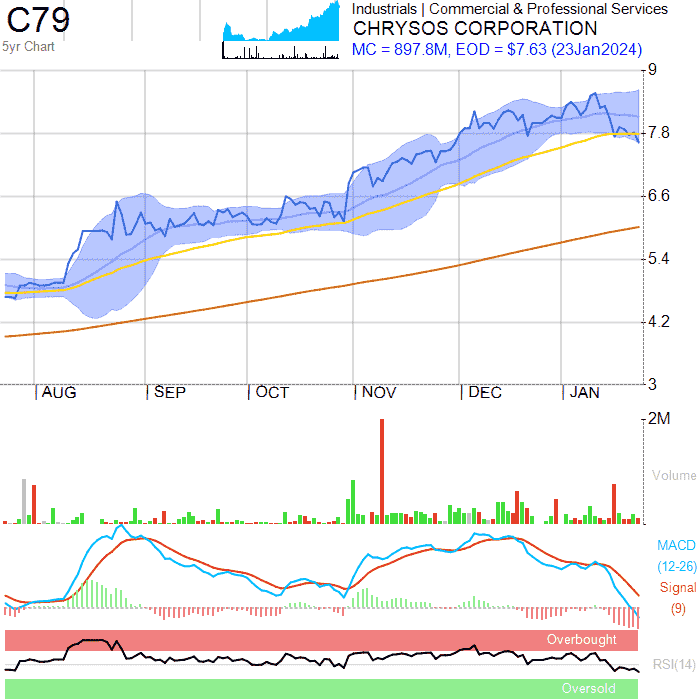 C79
5yr Chart
Industrials | Commercial & Professional Services
CHRYSOS CORPORATION
MC = 897.8M, EOD = $7.63 (23Jan2024)
9
7.8
6.6
5.4
4.2
3
AUG SEP OCT NOV DEC JAN
2M
Volume
MACD
(12-26)
Signal
(9)
Overbought
RSI(14)
Oversold